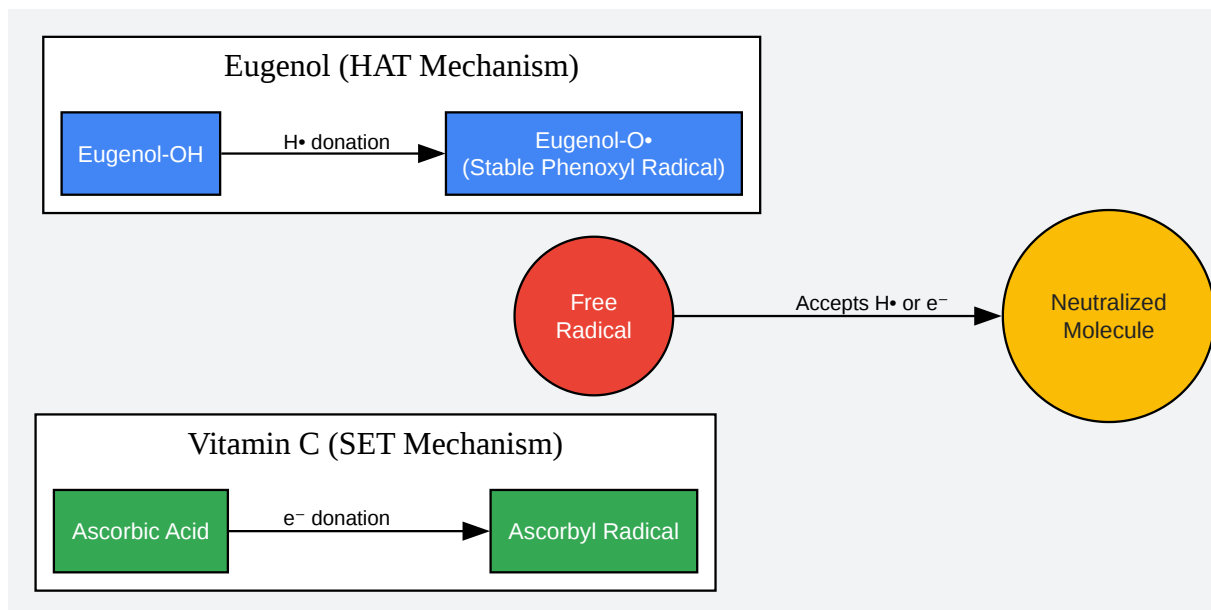 Eugenol (HAT Mechanism)
Eugenol-OH
H• donation
Eugenol-O•
(Stable Phenoxyl Radical)
Free
Radical
Accepts H• or e⁻
Neutralized
Molecule
Vitamin C (SET Mechanism)
Ascorbic Acid
e⁻ donation
Ascorbyl Radical